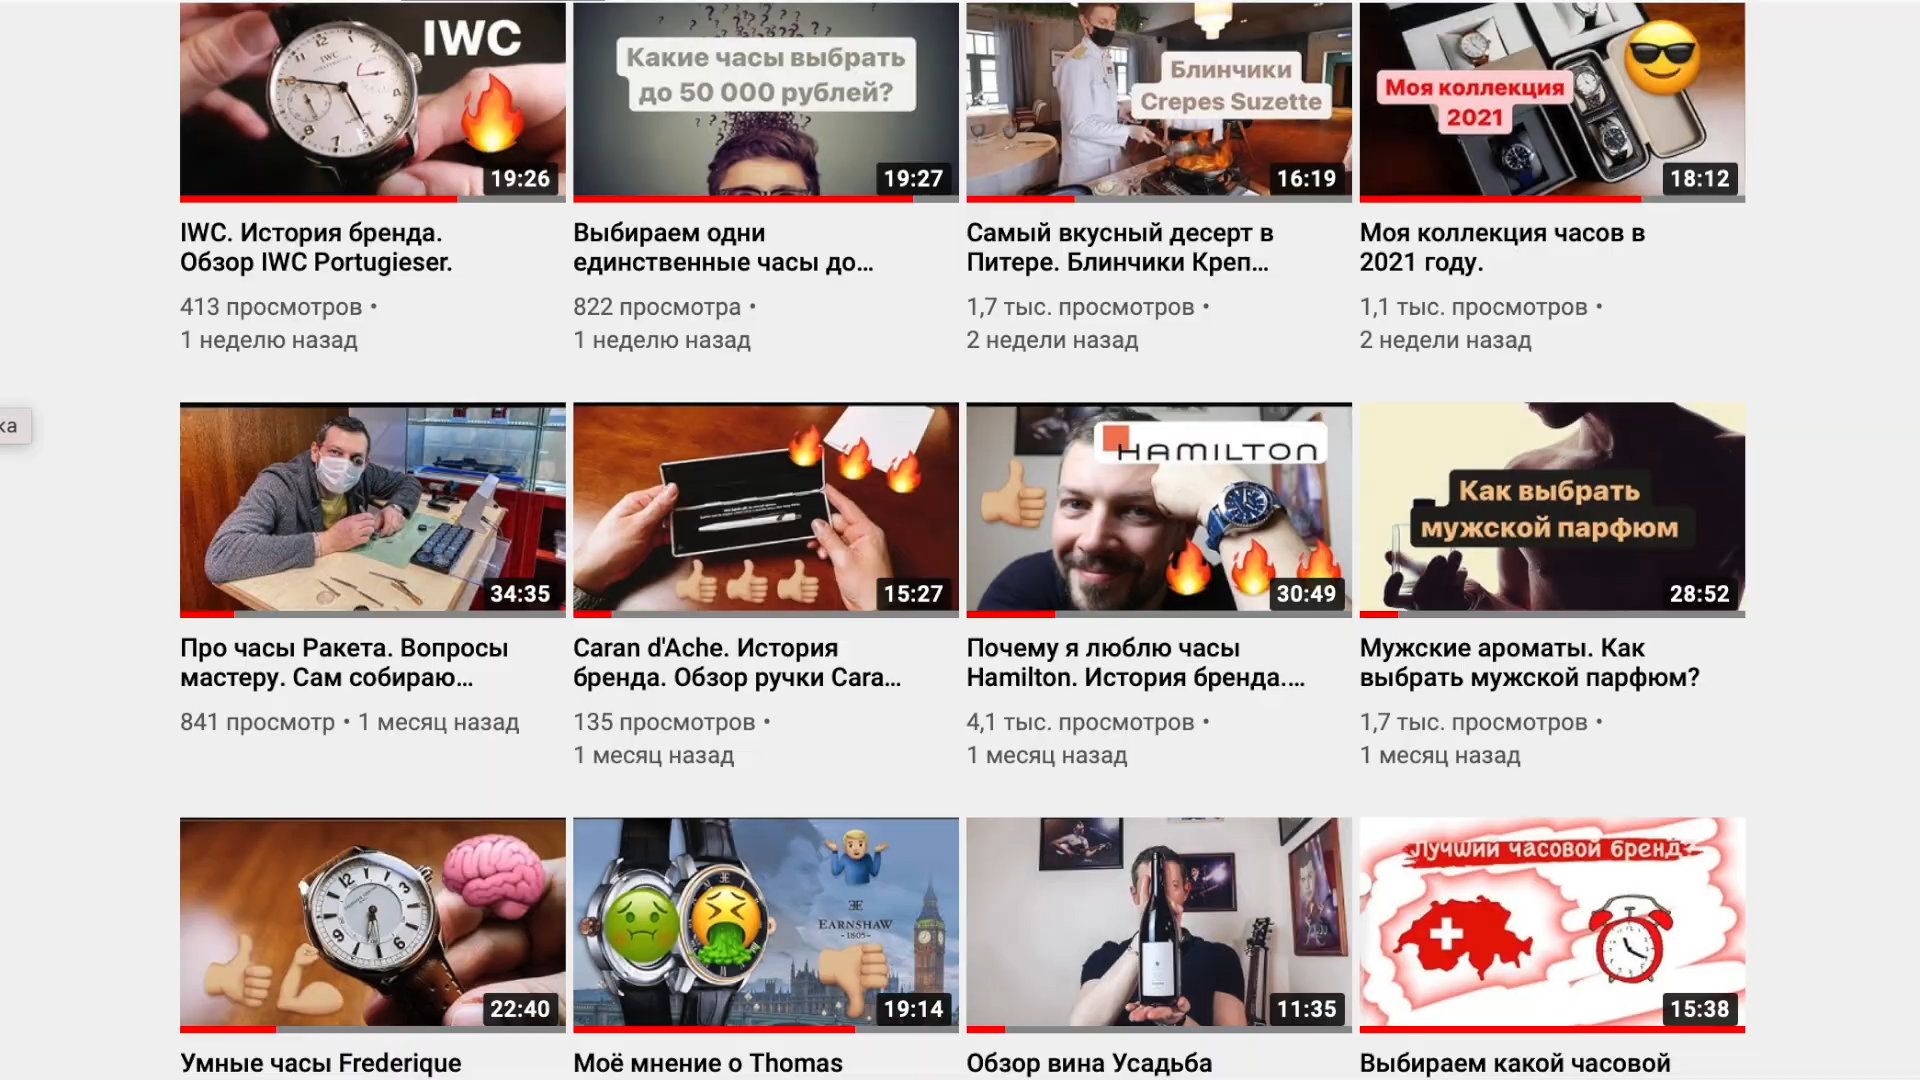 IWC
19:26
Какие часы выбрать
до 50 000 рублей?
19:27
Блинчики
Crepes Suzette
16:19
Моя коллекция
2021
18:12
IWC. История бренда.
Обзор IWC Portugieser.
413 просмотров •
1 неделю назад
Выбираем одни
единственные часы до...
822 просмотра •
1 неделю назад
Самый вкусный десерт в
Питере. Блинчики Креп...
1,7 тыс. просмотров •
2 недели назад
Моя коллекция часов в
2021 году.
1,1 тыс. просмотров •
2 недели назад
ка
34:35
15:27
HAMILTON
30:49
Как выбрать
мужской парфюм
28:52
Про часы Ракета. Вопросы
мастеру. Сам собираю...
841 просмотр • 1 месяц назад
Caran d'Ache. История
бренда. Обзор ручки Cara...
135 просмотров •
1 месяц назад
Почему я люблю часы
Hamilton. История бренда....
4,1 тыс. просмотров •
1 месяц назад
Мужские ароматы. Как
выбрать мужской парфюм?
1,7 тыс. просмотров •
1 месяц назад
22:40
EARNSHAW
-1805-
19:14
11:35
Лучший часовой бренд?
15:38
Умные часы Frederique
Моё мнение о Thomas
Обзор вина Усадьба
Выбираем какой часовой